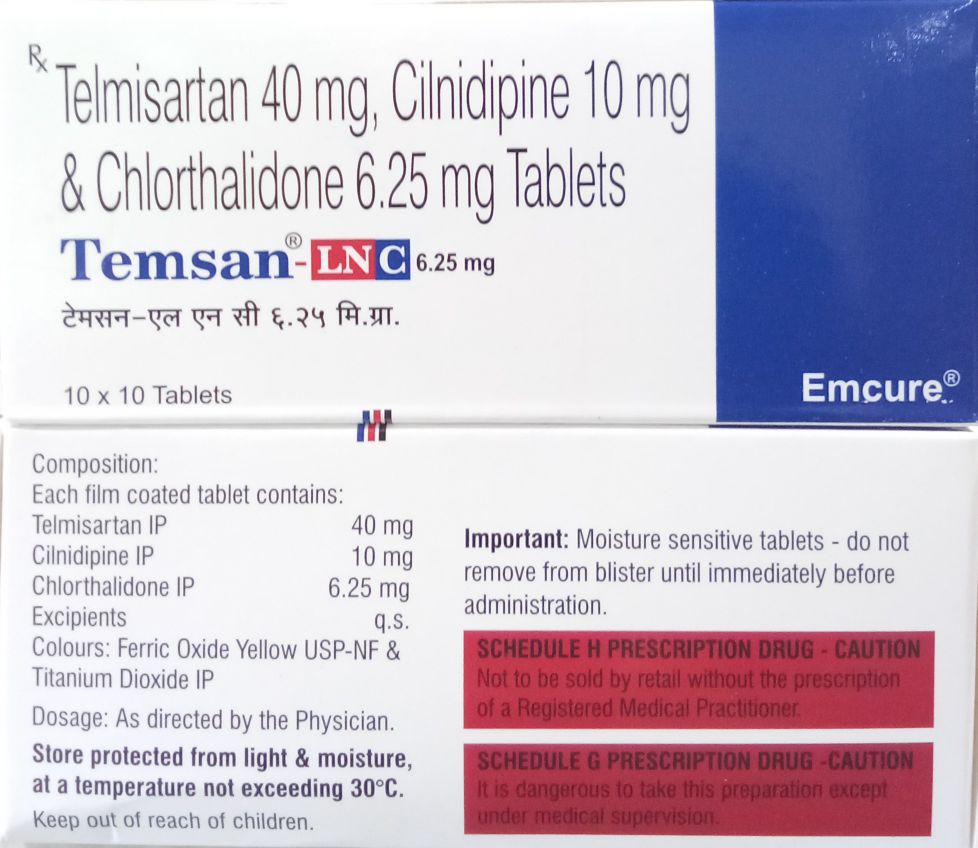 Rx
Telmisartan 40 mg, Cilnidipine 10 mg
& Chlorthalidone 6.25 mg Tablets
Temsan®-LNC 6.25 mg
टेमसन-एल एन सी ६.२५ मि.ग्रा.
10 x 10 Tablets
Emcure®
Composition:
Each film coated tablet contains:
Telmisartan IP 40 mg
Cilnidipine IP 10 mg
Chlorthalidone IP 6.25 mg
Excipients q.s.
Colours: Ferric Oxide Yellow USP-NF &
Titanium Dioxide IP
Dosage: As directed by the Physician.
Store protected from light & moisture,
at a temperature not exceeding 30°C.
Keep out of reach of children.
Important: Moisture sensitive tablets - do not
remove from blister until immediately before
administration.
SCHEDULE H PRESCRIPTION DRUG - CAUTION
Not to be sold by retail without the prescription
of a Registered Medical Practitioner.
SCHEDULE G PRESCRIPTION DRUG -CAUTION
It is dangerous to take this preparation except
under medical supervision.